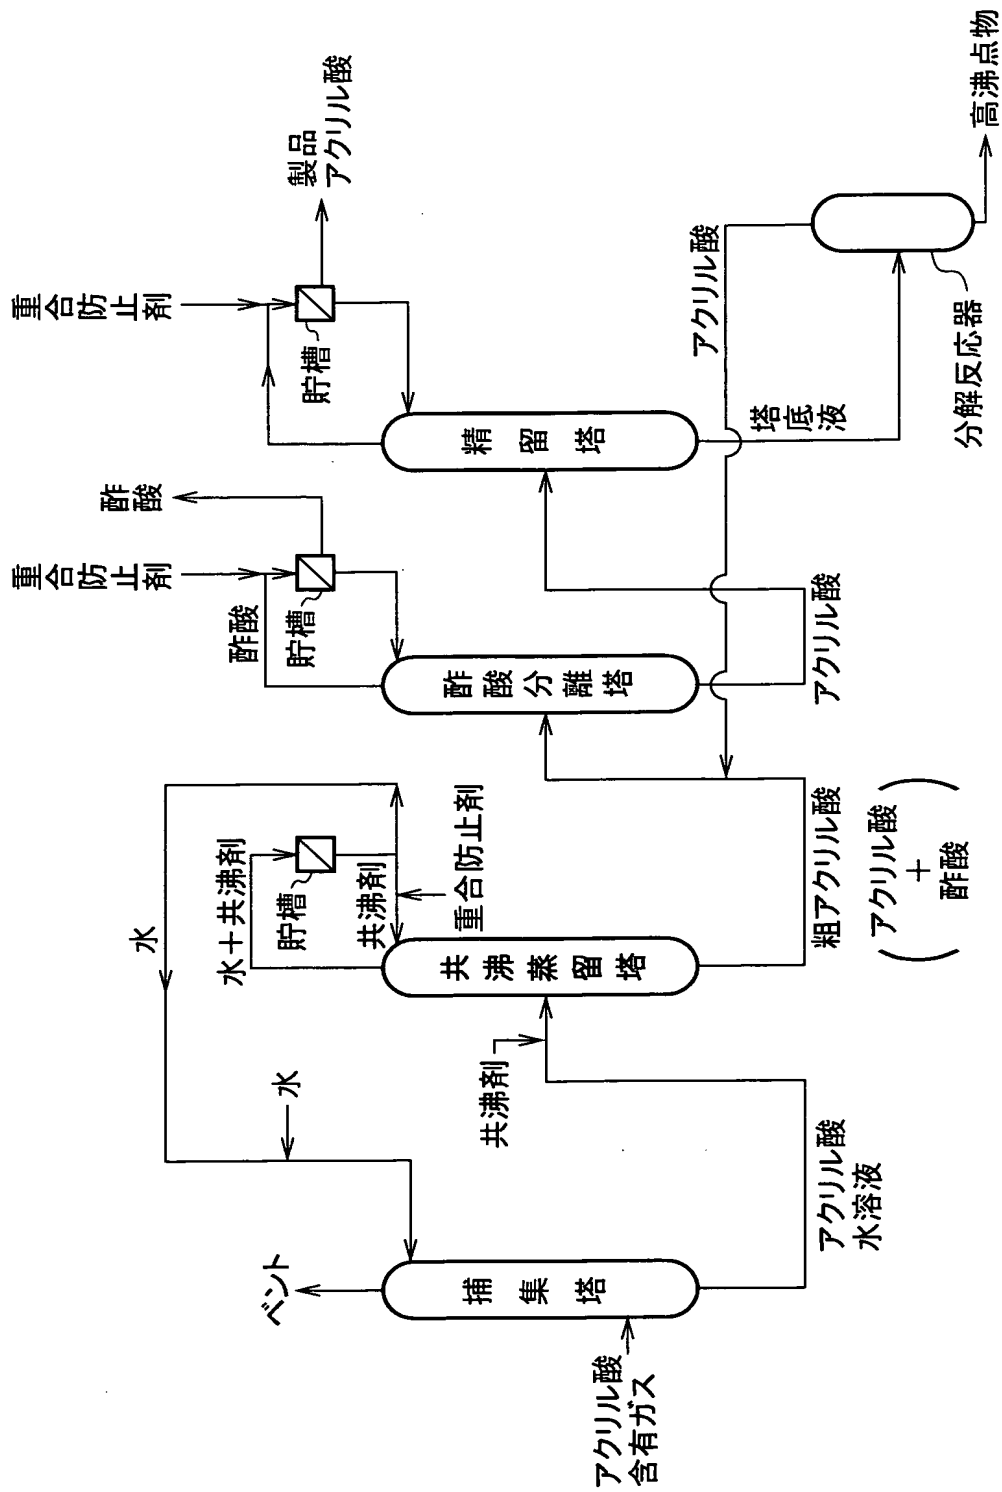 ベント
水
水
水＋共沸剤
貯槽
共沸剤
重合防止剤
重合防止剤
酢酸
酢酸
貯槽
重合防止剤
貯槽
製品
アクリル酸
捕集塔
共沸蒸留塔
酢酸分離塔
精留塔
アクリル酸
含有ガス
共沸剤
アクリル酸
塔底液
アクリル酸
水溶液
粗アクリル酸
（アクリル酸
＋
酢酸）
アクリル酸
分解反応器
高沸点物